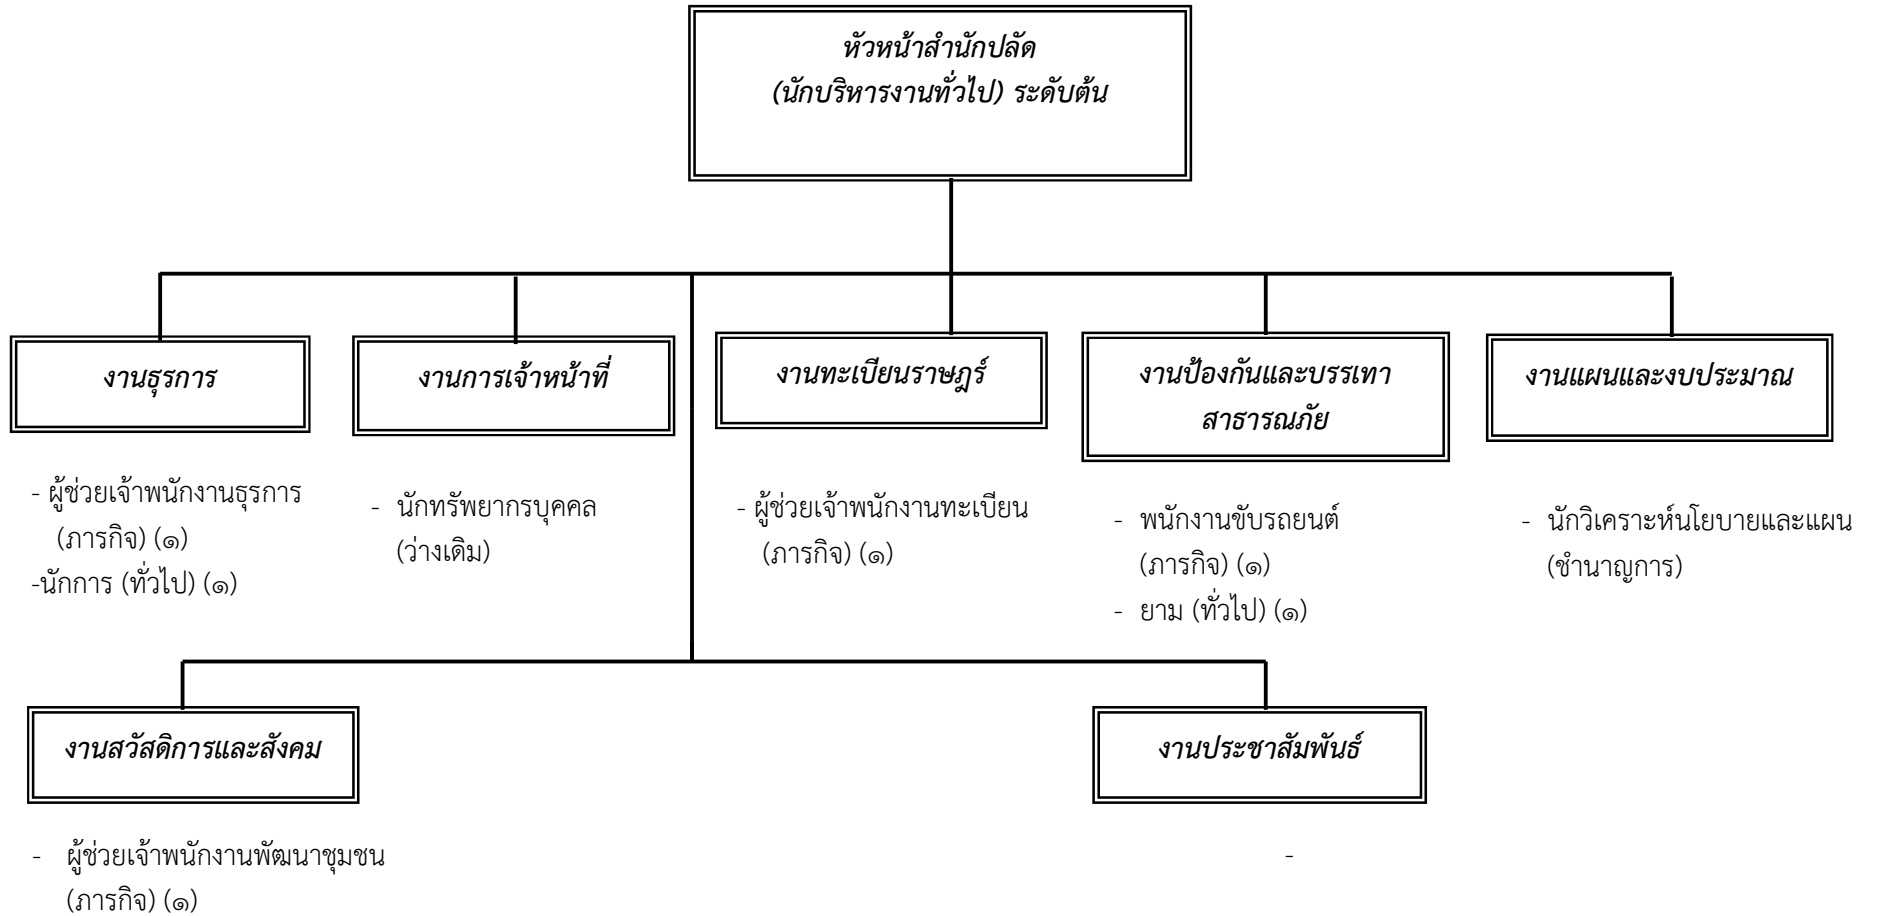 หัวหน้าสำนักปลัด
(นักบริหารงานทั่วไป) ระดับต้น
งานธุรการ
งานการเจ้าหน้าที่
งานทะเบียนราษฎร์
งานป้องกันและบรรเทา
สาธารณภัย
งานแผนและงบประมาณ
- ผู้ช่วยเจ้าพนักงานธุรการ
(ภารกิจ) (๑)
-นักการ (ทั่วไป) (๑)
- นักทรัพยากรบุคคล
(ว่างเดิม)
- ผู้ช่วยเจ้าพนักงานทะเบียน
(ภารกิจ) (๑)
- พนักงานขับรถยนต์
(ภารกิจ) (๑)
- ยาม (ทั่วไป) (๑)
- นักวิเคราะห์นโยบายและแผน
(ชำนาญการ)
งานสวัสดิการและสังคม
งานประชาสัมพันธ์
- ผู้ช่วยเจ้าพนักงานพัฒนาชุมชน
(ภารกิจ) (๑)
-